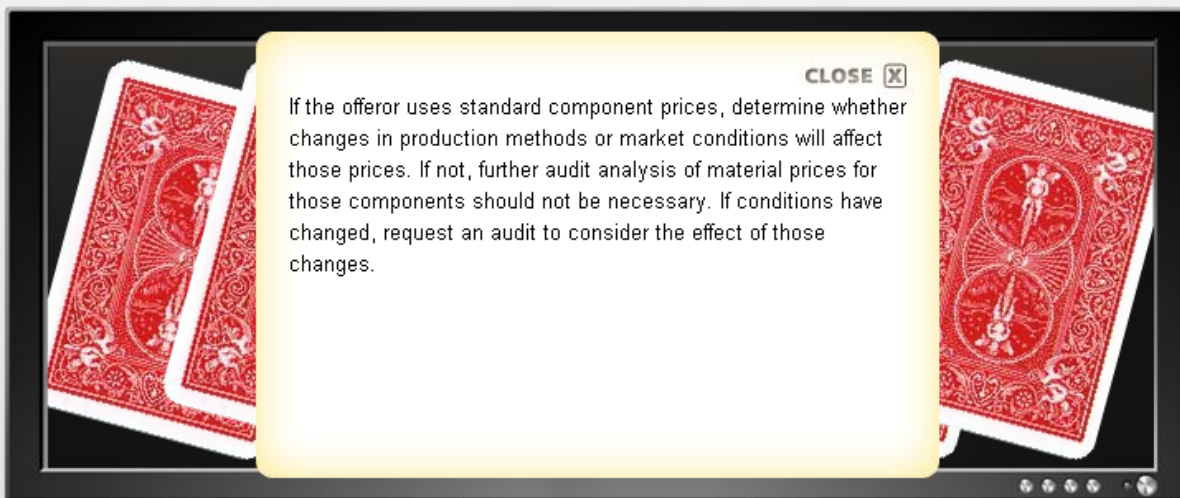 CLOSE X
If the offeror uses standard component prices, determine whether
changes in production methods or market conditions will affect
those prices. If not, further audit analysis of material prices for
those components should not be necessary. If conditions have
changed, request an audit to consider the effect of those
changes.